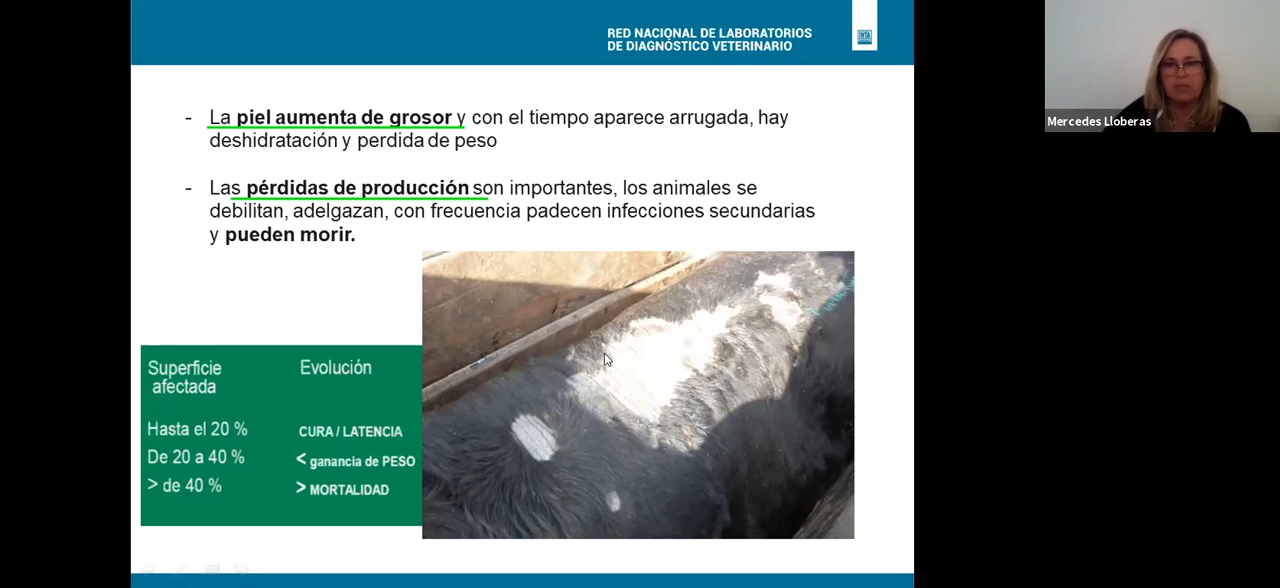 RED NACIONAL DE LABORATORIOS
DE DIAGNÓSTICO VETERINARIO
INTA
- La piel aumenta de grosor y con el tiempo aparece arrugada, hay
deshidratación y perdida de peso
- Las pérdidas de producción son importantes, los animales se
debilitan, adelgazan, con frecuencia padecen infecciones secundarias
y pueden morir.
Superficie afectada Evolución
Hasta el 20 % CURA / LATENCIA
De 20 a 40 % < ganancia de PESO
> de 40 % > MORTALIDAD
Mercedes Lloberas